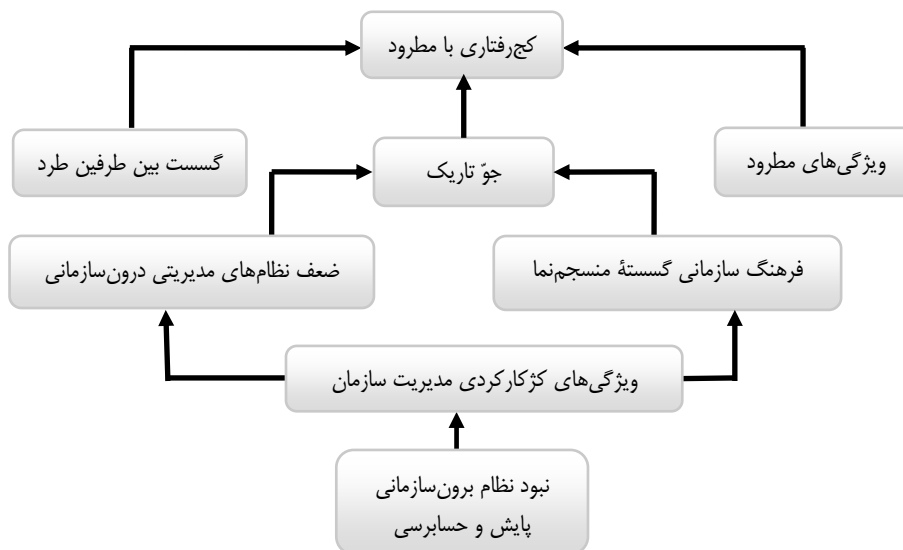 کج‌رفتاری با مطرود
ویژگی‌های مطرود
گسست بین طرفین طرد
جوّ تاریک
فرهنگ سازمانی گسستۀ منسجم‌نما
ضعف نظام‌های مدیریتی درون‌سازمانی
ویژگی‌های کژکارکردی مدیریت سازمان
نبود نظام برون‌سازمانی
پایش و حسابرسی